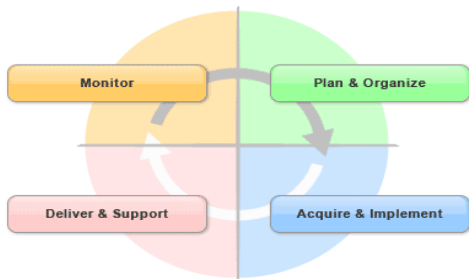 Monitor
Plan & Organize
Deliver & Support
Acquire & Implement